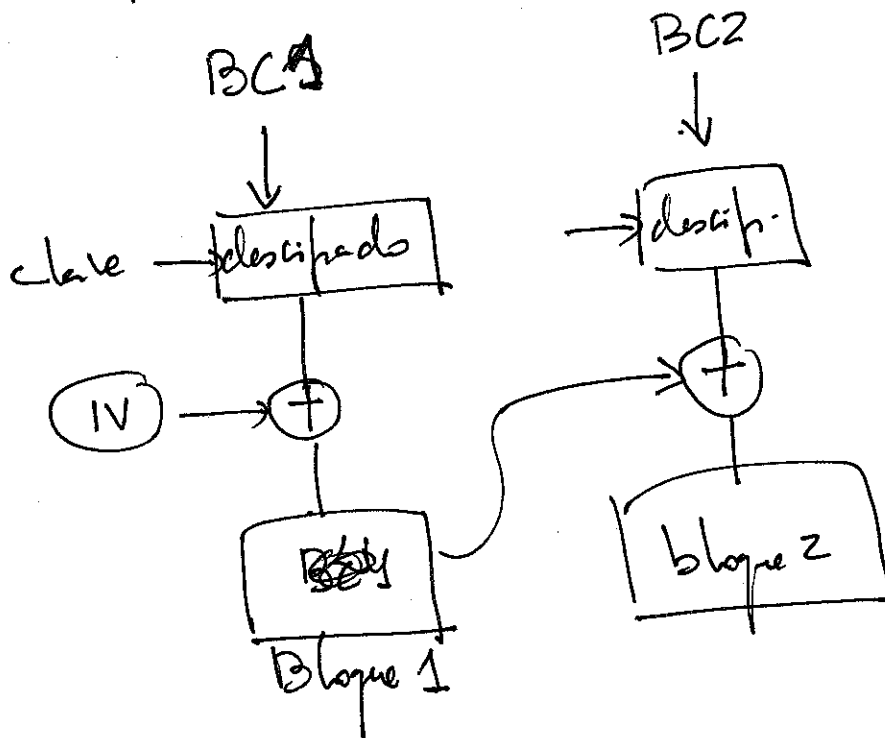 BC1
BC2
clave
descifrado
descif.
IV
+
+
bloque 2
Bloque 1